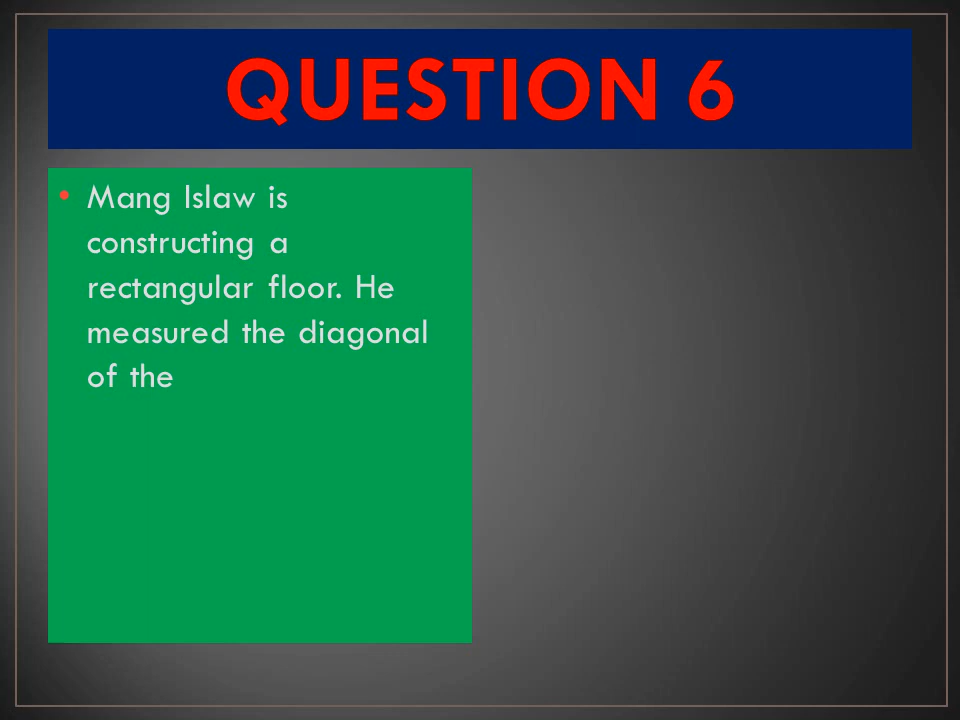 QUESTION 6
• Mang Islaw is
constructing a
rectangular floor. He
measured the diagonal
of the